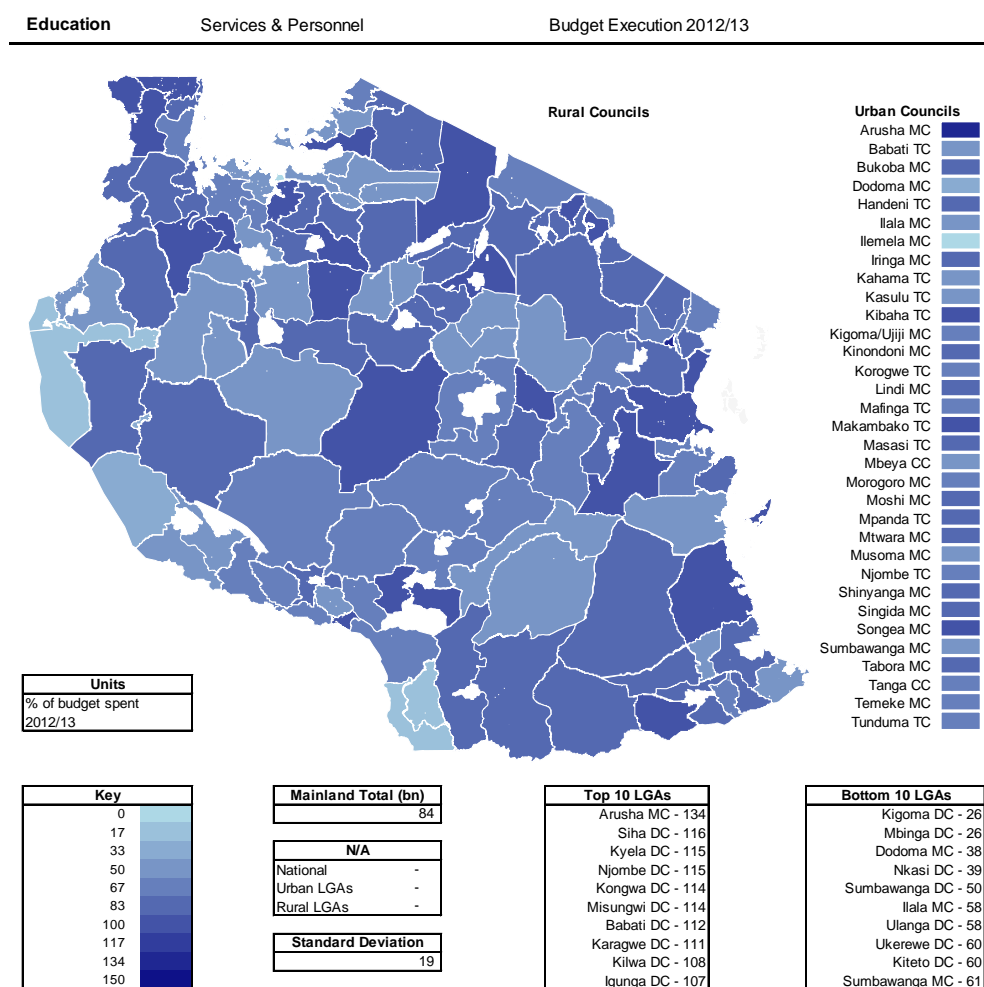 Education Services & Personnel Budget Execution 2012/13
Rural Councils
Urban Councils
Arusha MC
Babati TC
Bukoba MC
Dodoma MC
Handeni TC
Ilala MC
Ilemela MC
Iringa MC
Kahama TC
Kasulu TC
Kibaha TC
Kigoma/Ujiji MC
Kinondoni MC
Korogwe TC
Lindi MC
Mafinga TC
Makambako TC
Masasi TC
Mbeya CC
Morogoro MC
Moshi MC
Mpanda TC
Mtwara MC
Musoma MC
Njombe TC
Shinyanga MC
Singida MC
Songea MC
Sumbawanga MC
Tabora MC
Tanga CC
Temeke MC
Tunduma TC
Units
% of budget spent
2012/13
Key
0
17
33
50
67
83
100
117
134
150
Mainland Total (bn)
84
N/A
National -
Urban LGAs -
Rural LGAs -
Standard Deviation
19
Top 10 LGAs
Arusha MC - 134
Siha DC - 116
Kyela DC - 115
Njombe DC - 115
Kongwa DC - 114
Misungwi DC - 114
Babati DC - 112
Karagwe DC - 111
Kilwa DC - 108
Igunga DC - 107
Bottom 10 LGAs
Kigoma DC - 26
Mbinga DC - 26
Dodoma MC - 38
Nkasi DC - 39
Sumbawanga DC - 50
Ilala MC - 58
Ulanga DC - 58
Ukerewe DC - 60
Kiteto DC - 60
Sumbawanga MC - 61